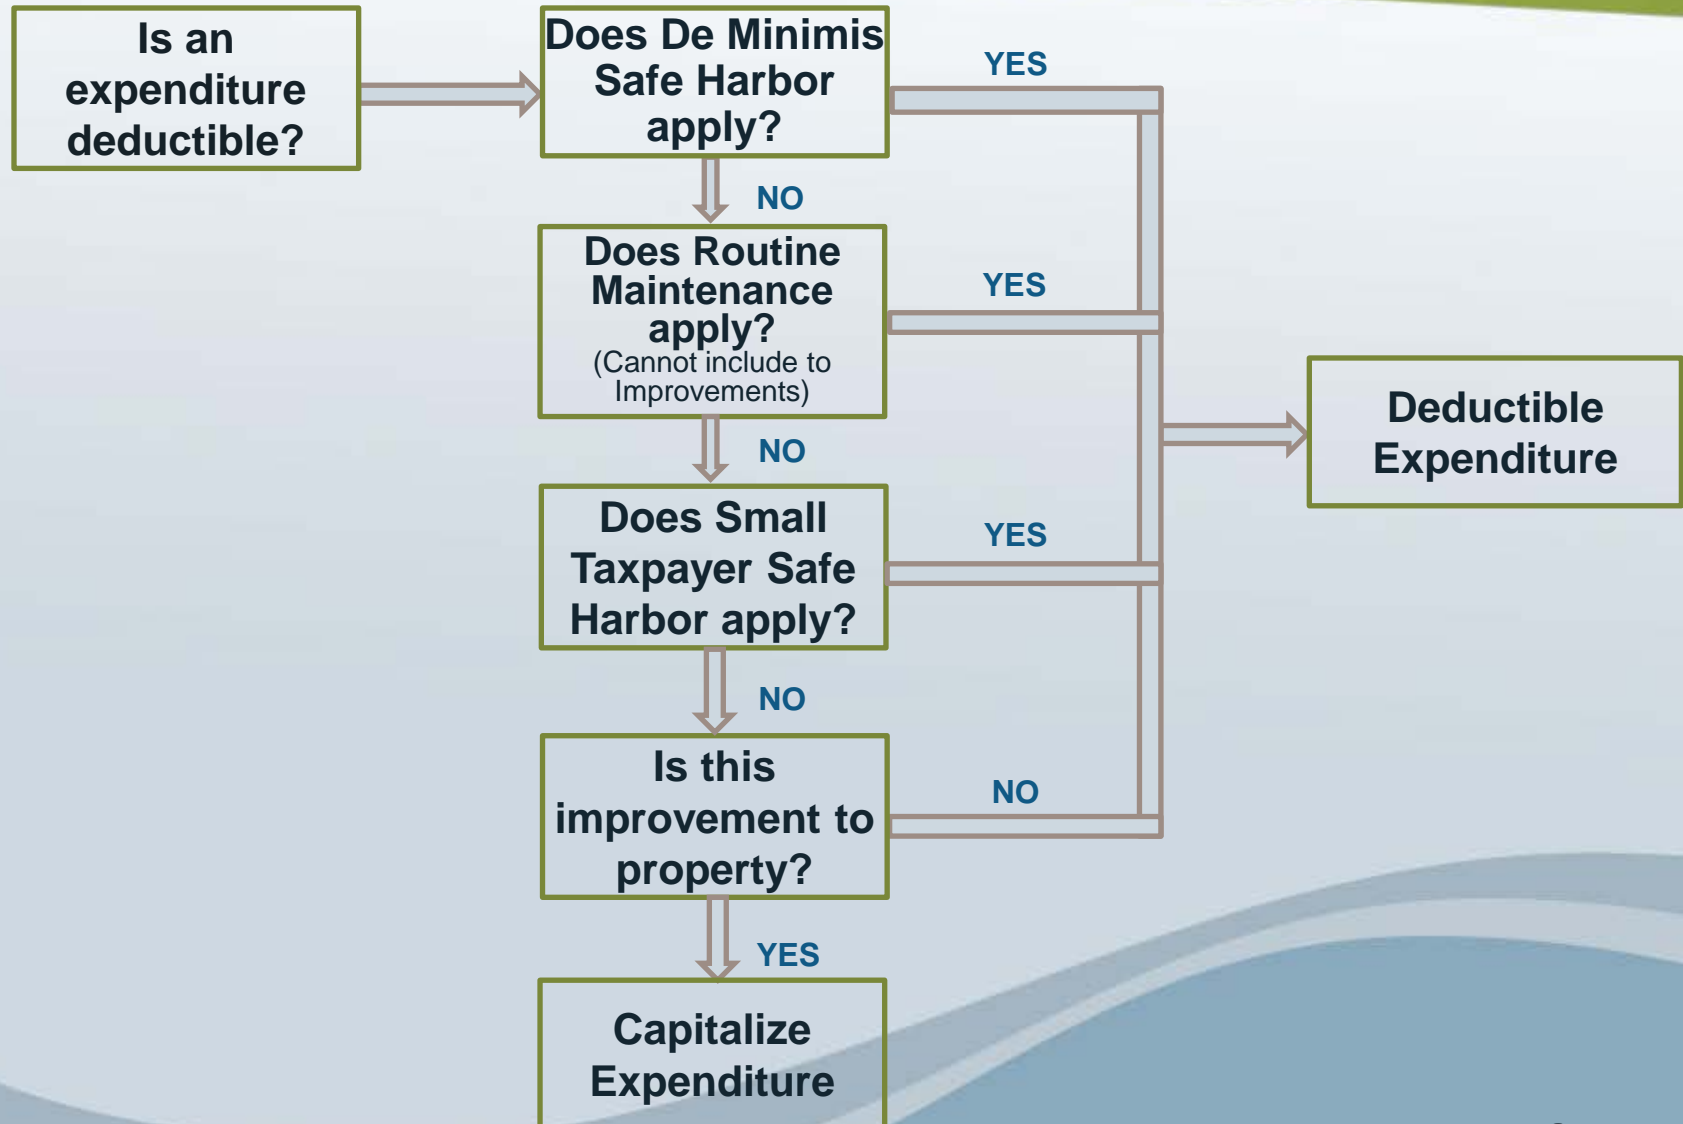 Is an
expenditure
deductible?
Does De Minimis
Safe Harbor
apply?
YES
NO
Does Routine
Maintenance
apply?
(Cannot include to
Improvements)
YES
NO
Does Small
Taxpayer Safe
Harbor apply?
YES
NO
Is this
improvement to
property?
NO
YES
Capitalize
Expenditure
Deductible
Expenditure